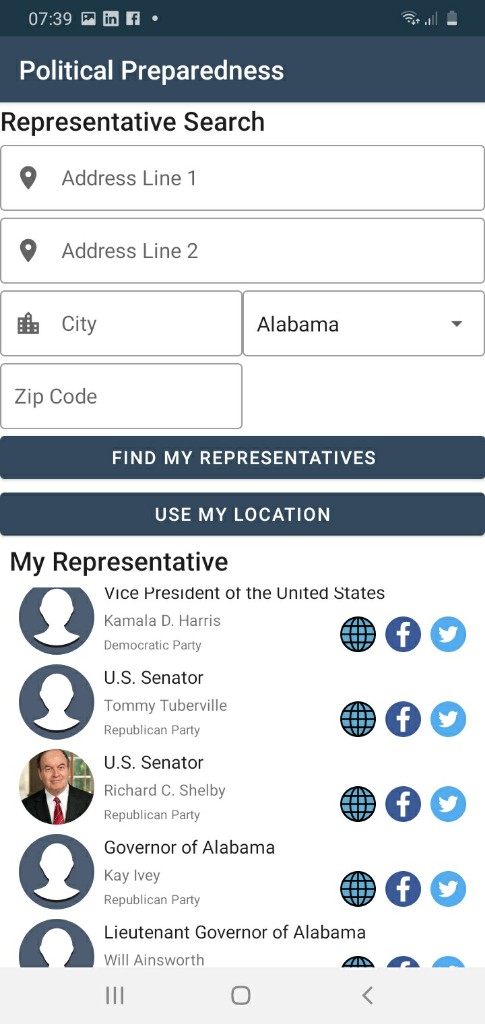 07:39
Political Preparedness
Representative Search
Address Line 1
Address Line 2
City
Alabama
Zip Code
FIND MY REPRESENTATIVES
USE MY LOCATION
My Representative
Vice President of the United States
Kamala D. Harris
Democratic Party
U.S. Senator
Tommy Tuberville
Republican Party
U.S. Senator
Richard C. Shelby
Republican Party
Governor of Alabama
Kay Ivey
Republican Party
Lieutenant Governor of Alabama
Will Ainsworth